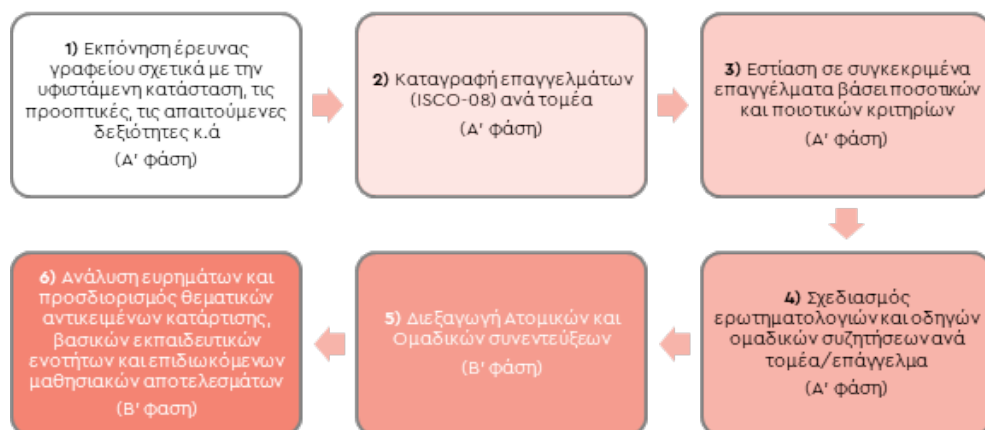 1) Εκπόνηση έρευνας
γραφείου σχετικά με την
υφιστάμενη κατάσταση, τις
προοπτικές, τις απαιτούμενες
δεξιότητες κ.ά
(Α' φάση)
2) Καταγραφή επαγγελμάτων
(ISCO-08) ανά τομέα
(Α' φάση)
3) Εστίαση σε συγκεκριμένα
επαγγέλματα βάσει ποσοτικών
και ποιοτικών κριτηρίων
(Α' φάση)
4) Σχεδιασμός
ερωτηματολογιών και οδηγών
ομαδικών συζητήσεων ανά
τομέα/επάγγελμα
(Α' φάση)
5) Διεξαγωγή Ατομικών και
Ομαδικών συνεντεύξεων
(Β' φάση)
6) Ανάλυση ευρημάτων και
προσδιορισμός θεματικών
αντικειμένων κατάρτισης,
βασικών εκπαιδευτικών
ενοτήτων και επιδιωκόμενων
μαθησιακών αποτελεσμάτων
(Β' φαση)